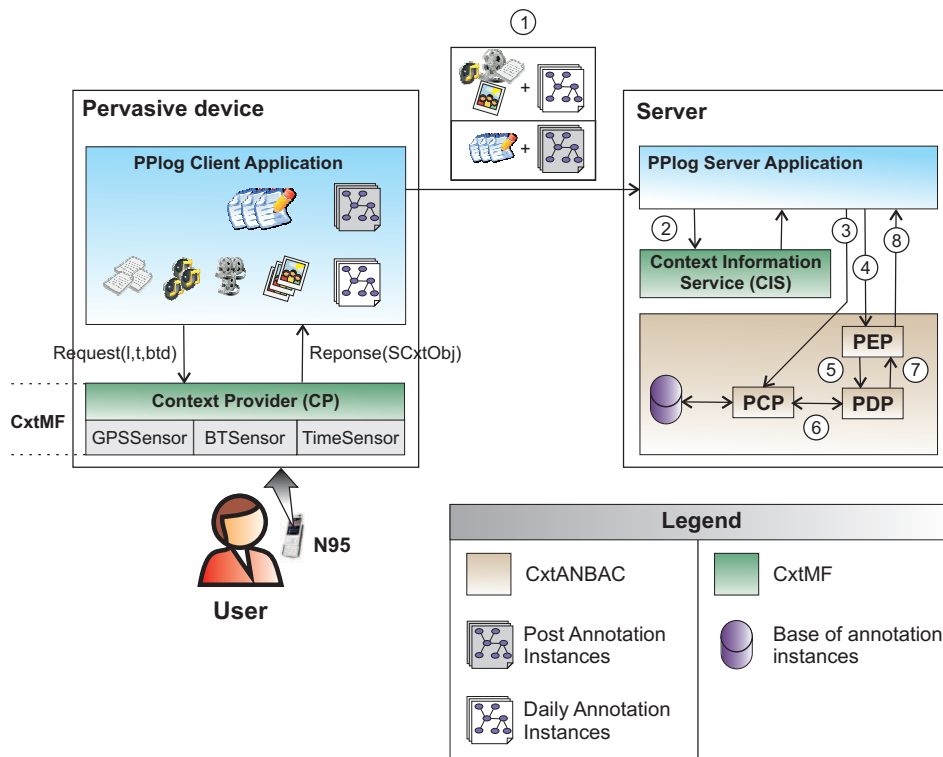 1
+
+
Pervasive device
PPlog Client Application
Request(l,t,btd)
Reponse(SCxtObj)
CxtMF
Context Provider (CP)
GPSSensor
BTSensor
TimeSensor
N95
User
Server
PPlog Server Application
2
3
4
8
Context Information
Service (CIS)
PEP
5
7
PCP
PDP
6
Legend
CxtANBAC
CxtMF
Post Annotation
Instances
Base of annotation
instances
Daily Annotation
Instances